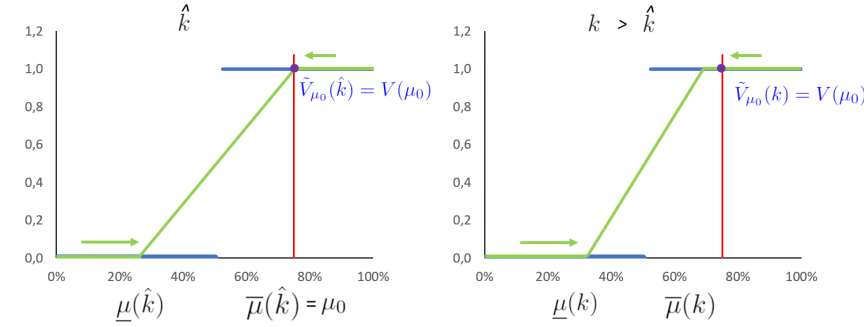 k̂
1,2
1,0
0,8
0,6
0,4
0,2
0,0
0% 20% 40% 60% 80% 100%
Ṽ_{μ₀}(k̂) = V(μ₀)
μ̲(k̂) μ̅(k̂) = μ₀
k > k̂
1,2
1,0
0,8
0,6
0,4
0,2
0,0
0% 20% 40% 60% 80% 100%
Ṽ_{μ₀}(k) = V(μ₀)
μ̲(k) μ̅(k)